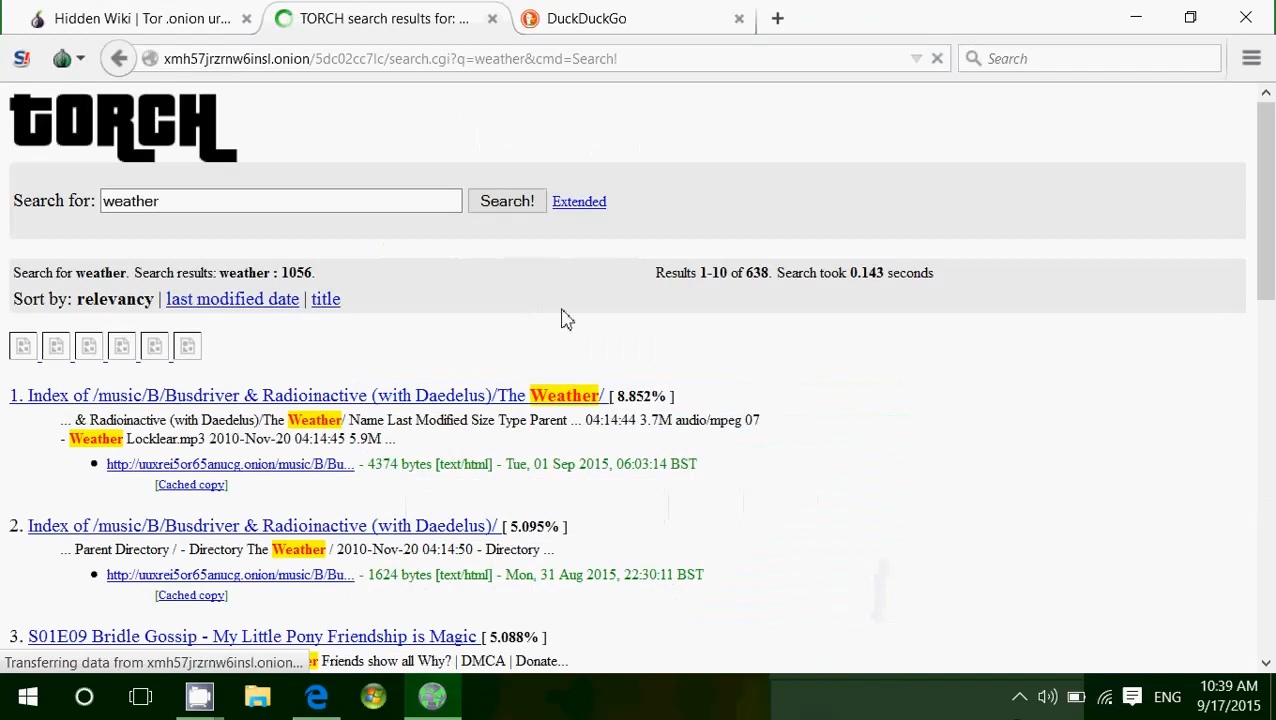 Hidden Wiki | Tor .onion ur...
TORCH search results for: ...
DuckDuckGo
xmh57jrzrnw6insl.onion/5dc02cc7lc/search.cgi?q=weather&cmd=Search!
Search
TORCH
Search for: weather Search! Extended
Search for weather. Search results: weather : 1056. Results 1-10 of 638. Search took 0.143 seconds
Sort by: relevancy | last modified date | title
1. Index of /music/B/Busdriver & Radioinactive (with Daedelus)/The Weather/ [ 8.852% ]
... & Radioinactive (with Daedelus)/The Weather/ Name Last Modified Size Type Parent ... 04:14:44 3.7M audio/mpeg 07
- Weather Locklear.mp3 2010-Nov-20 04:14:45 5.9M ...
http://uuxrei5or65anucg.onion/music/B/Bu... - 4374 bytes [text/html] - Tue, 01 Sep 2015, 06:03:14 BST
[Cached copy]
2. Index of /music/B/Busdriver & Radioinactive (with Daedelus)/ [ 5.095% ]
... Parent Directory / - Directory The Weather / 2010-Nov-20 04:14:50 - Directory ...
http://uuxrei5or65anucg.onion/music/B/Bu... - 1624 bytes [text/html] - Mon, 31 Aug 2015, 22:30:11 BST
[Cached copy]
3. S01E09 Bridle Gossip - My Little Pony Friendship is Magic [ 5.088% ]
Transferring data from xmh57jrzrnw6insl.onion... er Friends show all Why? | DMCA | Donate...
ENG
10:39 AM
9/17/2015